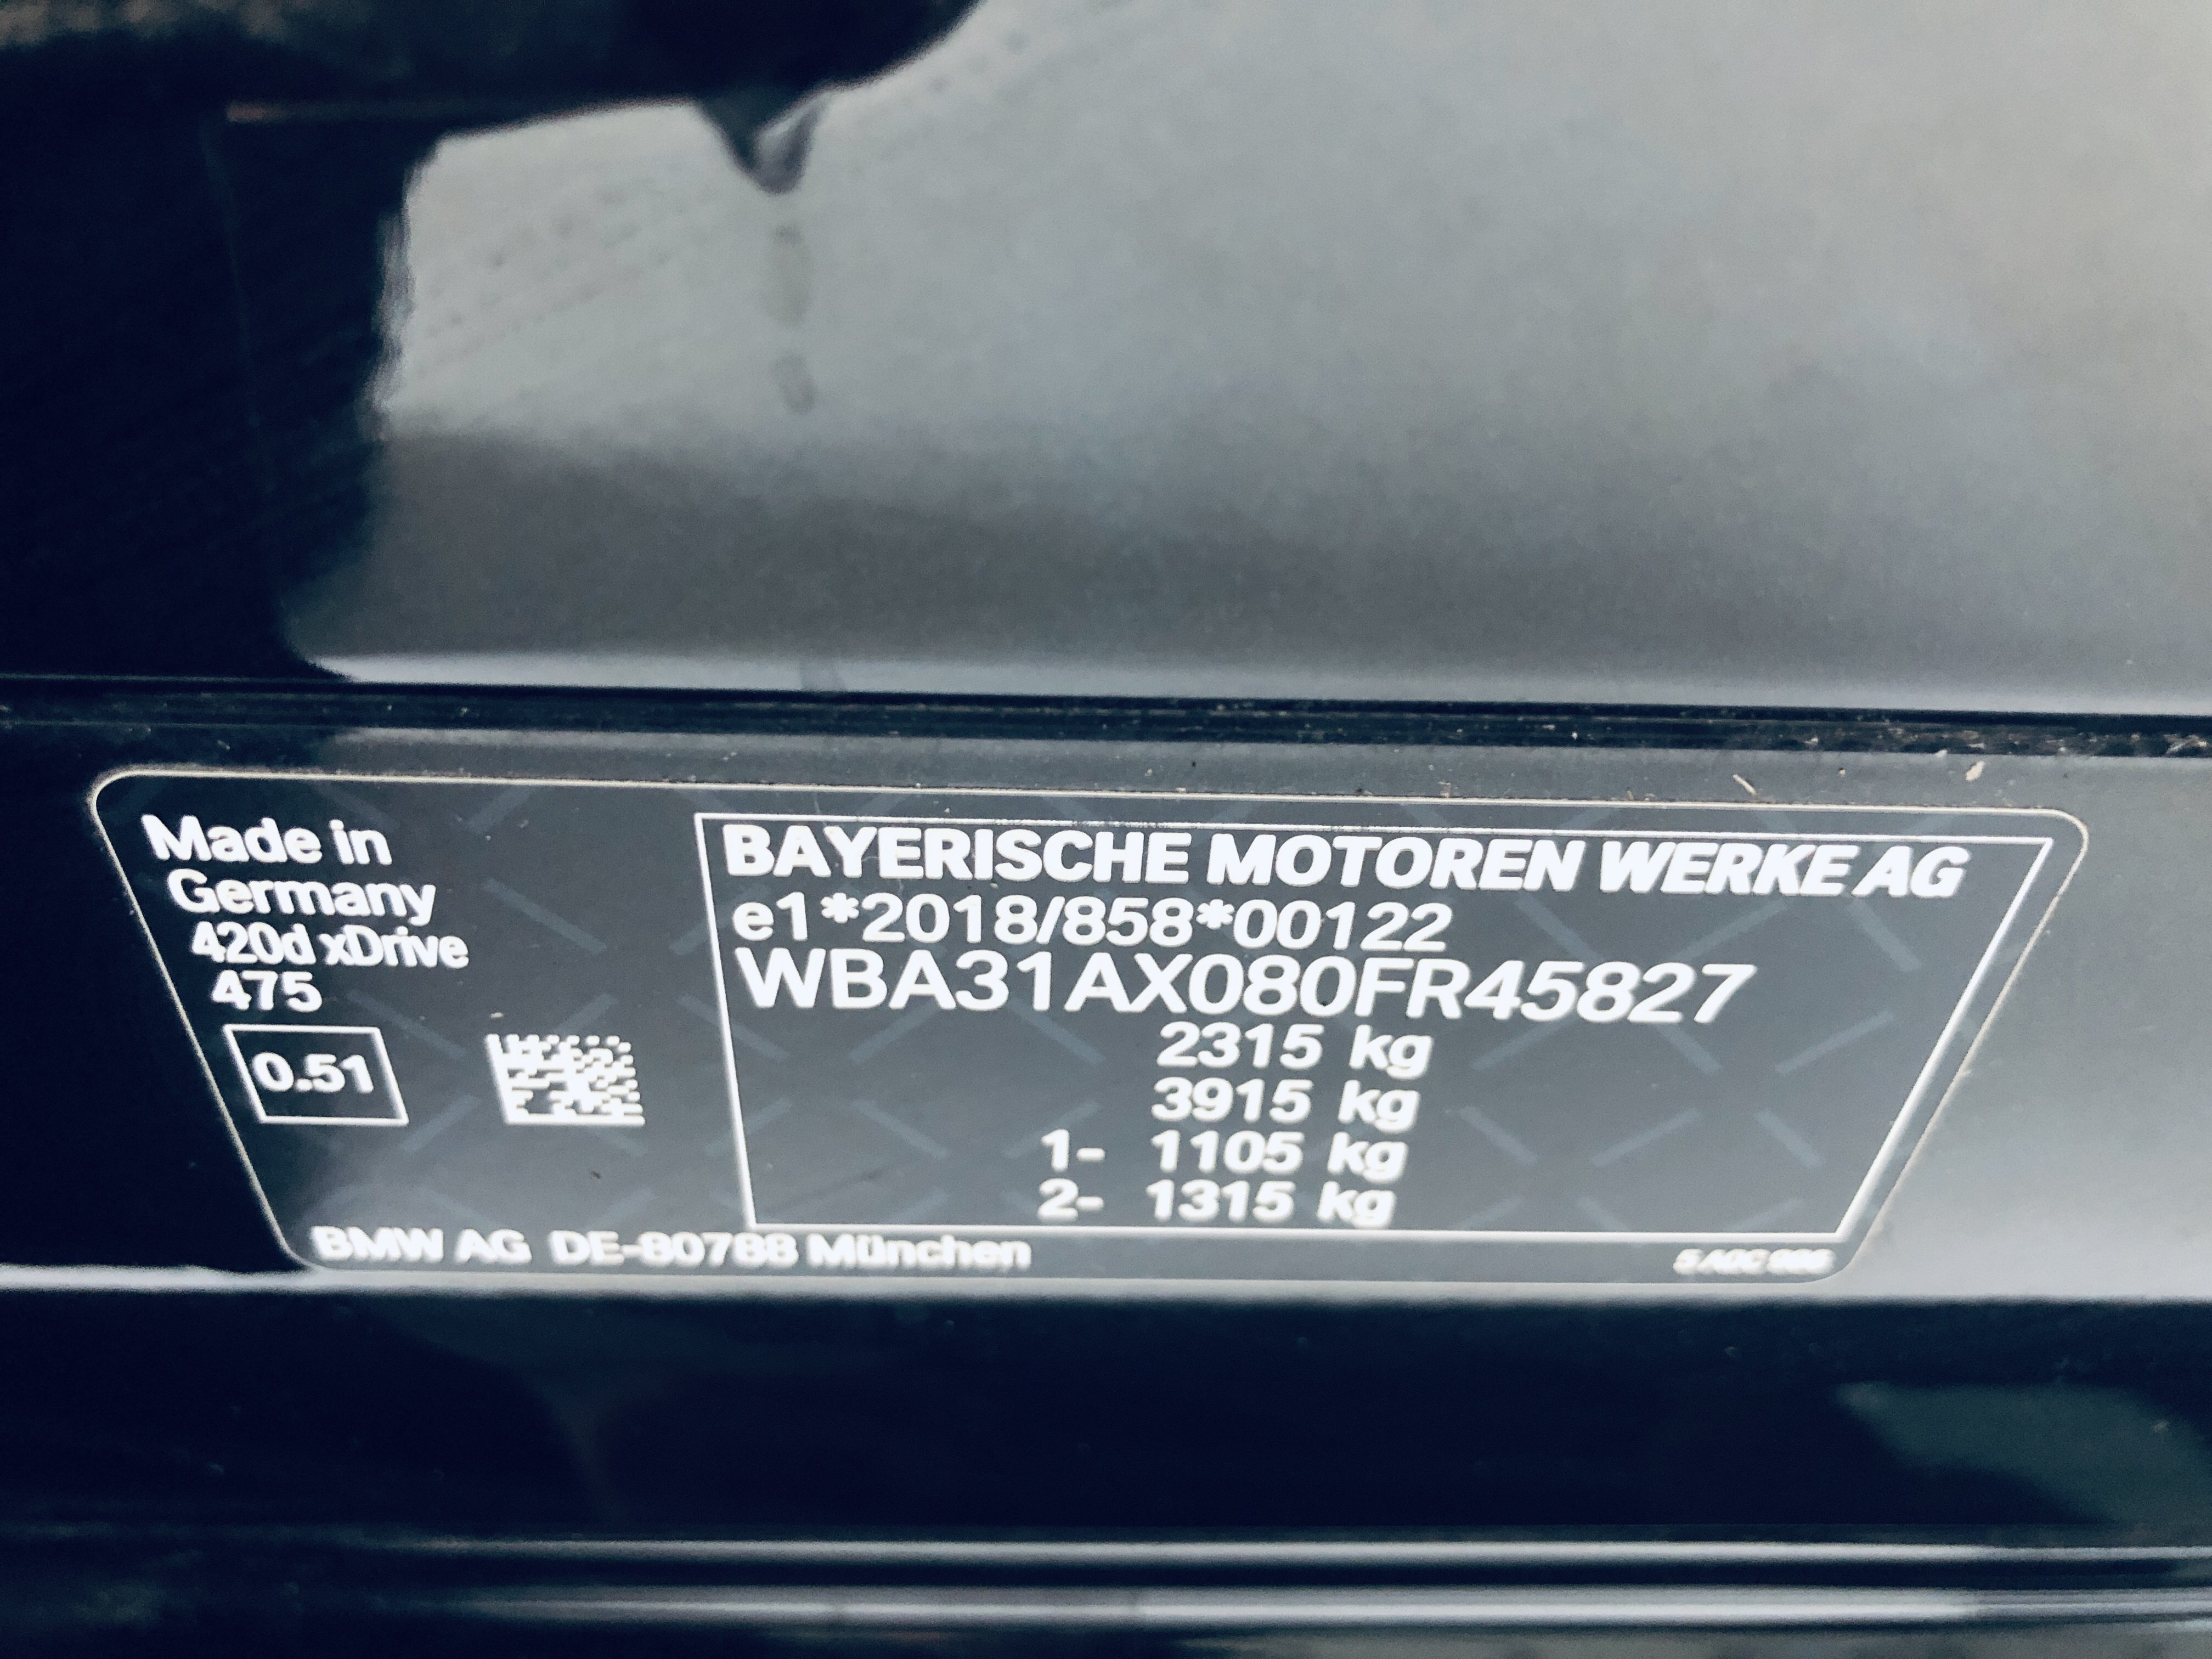 Made in
Germany
420d xDrive
475
0.51
BMW AG DE-80788 München
BAYERISCHE MOTOREN WERKE AG
e1*2018/858*00122
WBA31AX080FR45827
2315 kg
3915 kg
1- 1105 kg
2- 1315 kg